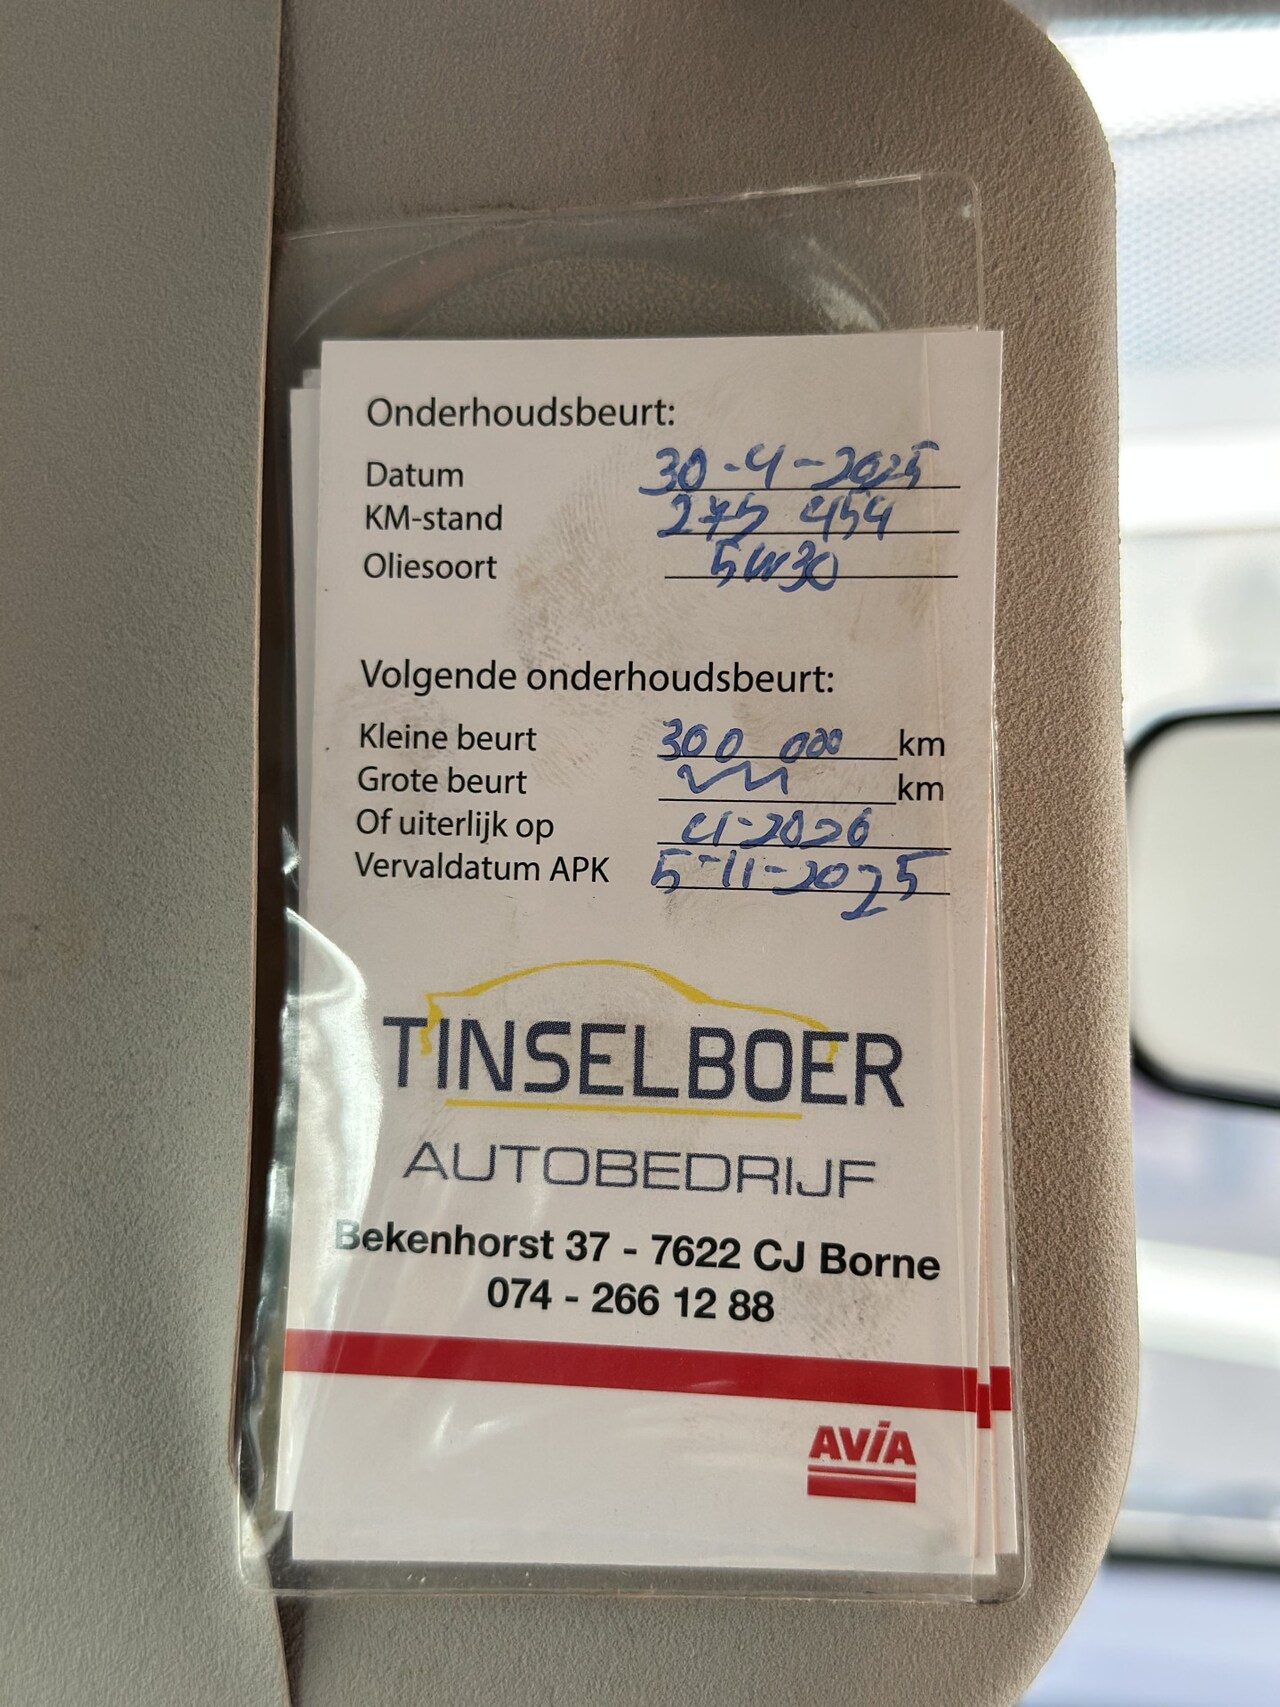 Onderhoudsbeurt:
Datum 30-4-2025
KM-stand 275 454
Oliesoort 5W30
Volgende onderhoudsbeurt:
Kleine beurt 300 000 km
Grote beurt km
Of uiterlijk op 4-2026
Vervaldatum APK 5-11-2025
TINSELBOER
AUTOBEDRIJF
Bekenhorst 37 - 7622 CJ Borne
074 - 266 12 88
AVIA